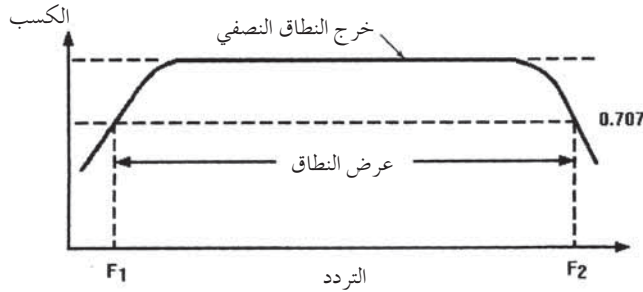 الكسب
خرج النطاق النصفي
0.707
عرض النطاق
F1
التردد
F2